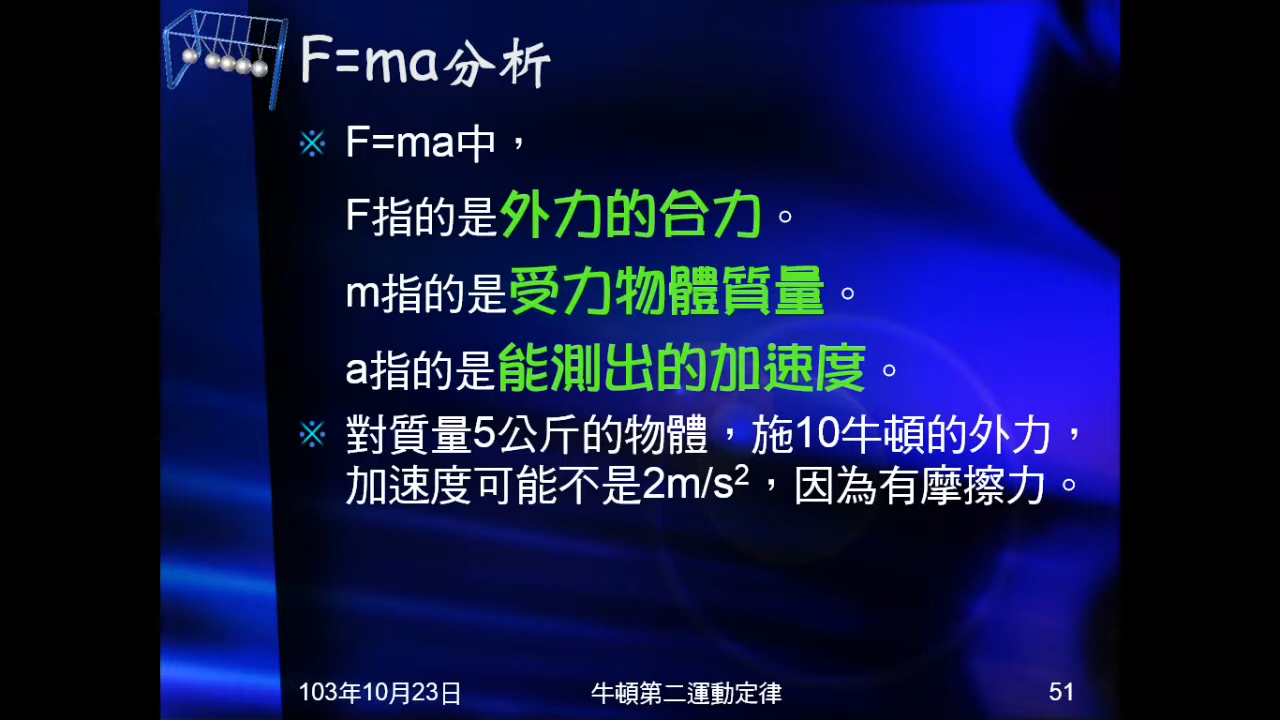 F=ma分析
※ F=ma中，
F指的是外力的合力。
m指的是受力物體質量。
a指的是能測出的加速度。
※ 對質量5公斤的物體，施10牛頓的外力，
加速度可能不是2m/s²，因為有摩擦力。
103年10月23日 牛頓第二運動定律 51